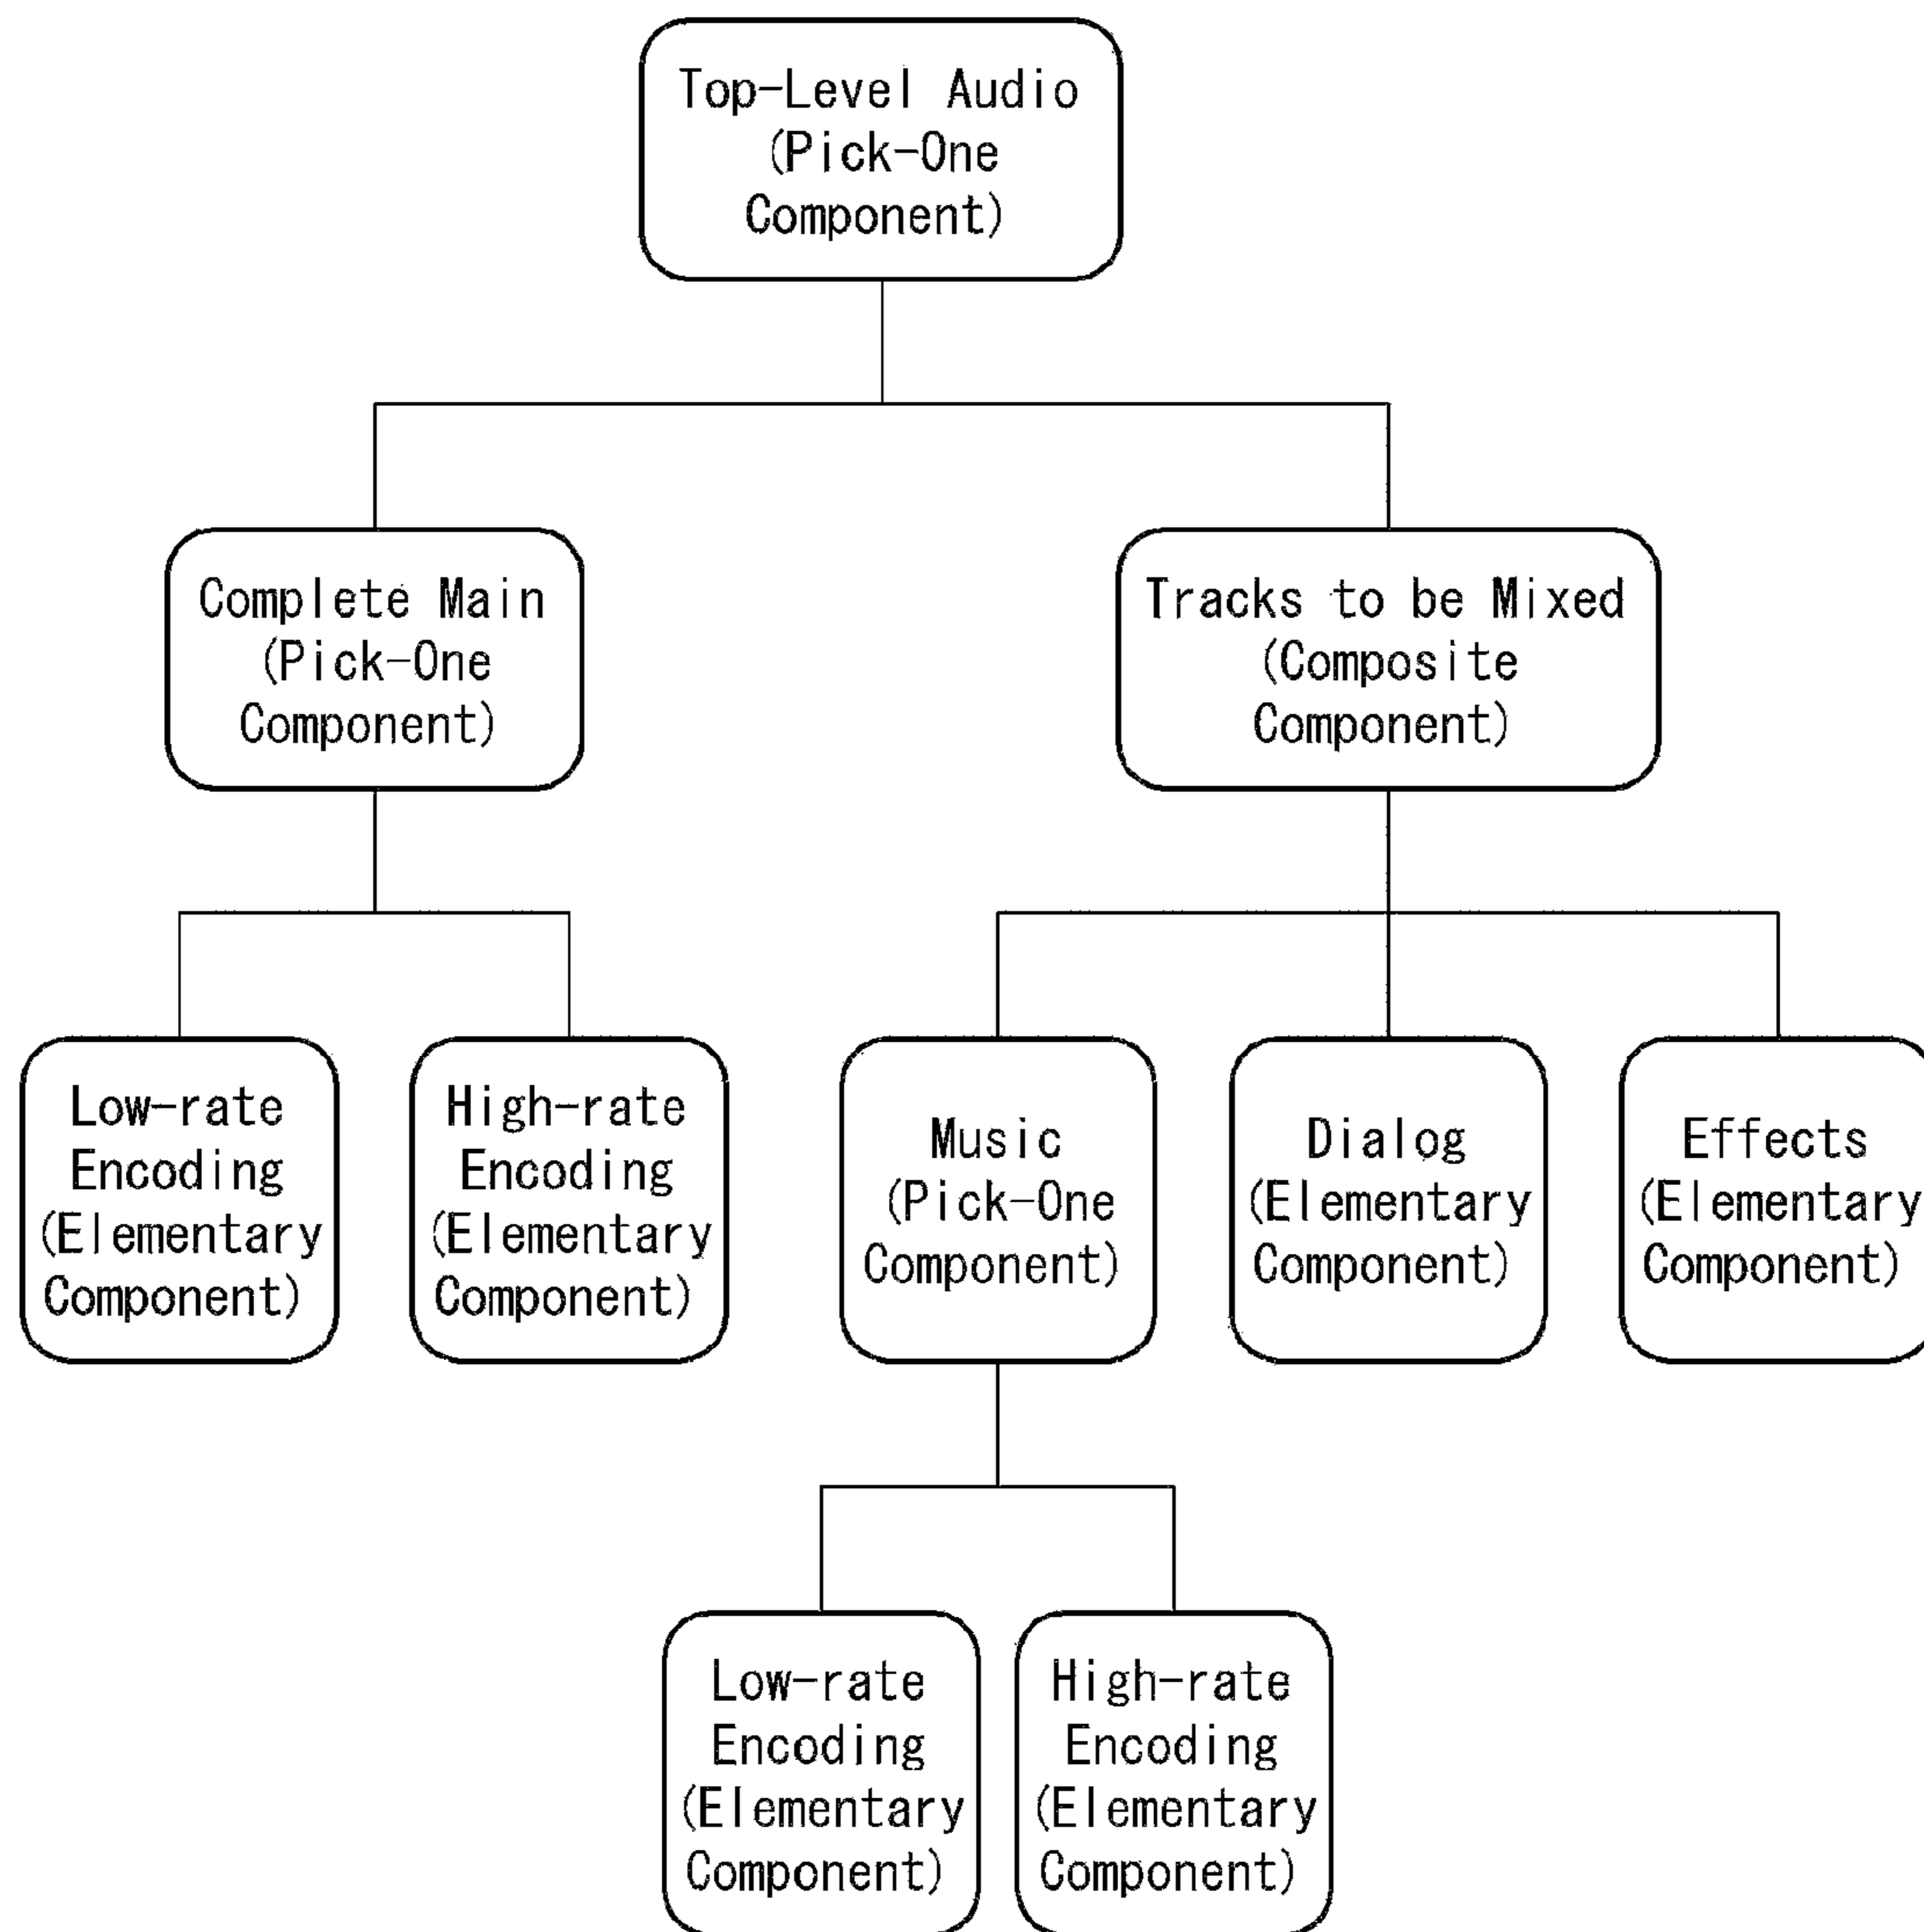 Top-Level Audio
(Pick-One
Component)
Complete Main
(Pick-One
Component)
Tracks to be Mixed
(Composite
Component)
Low-rate
Encoding
(Elementary
Component)
High-rate
Encoding
(Elementary
Component)
Music
(Pick-One
Component)
Dialog
(Elementary
Component)
Effects
(Elementary
Component)
Low-rate
Encoding
(Elementary
Component)
High-rate
Encoding
(Elementary
Component)